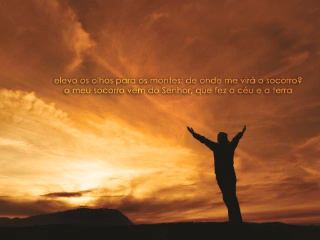 elevo os olhos para os montes: de onde me virá o socorro?
o meu socorro vem do Senhor, que fez o céu e a terra